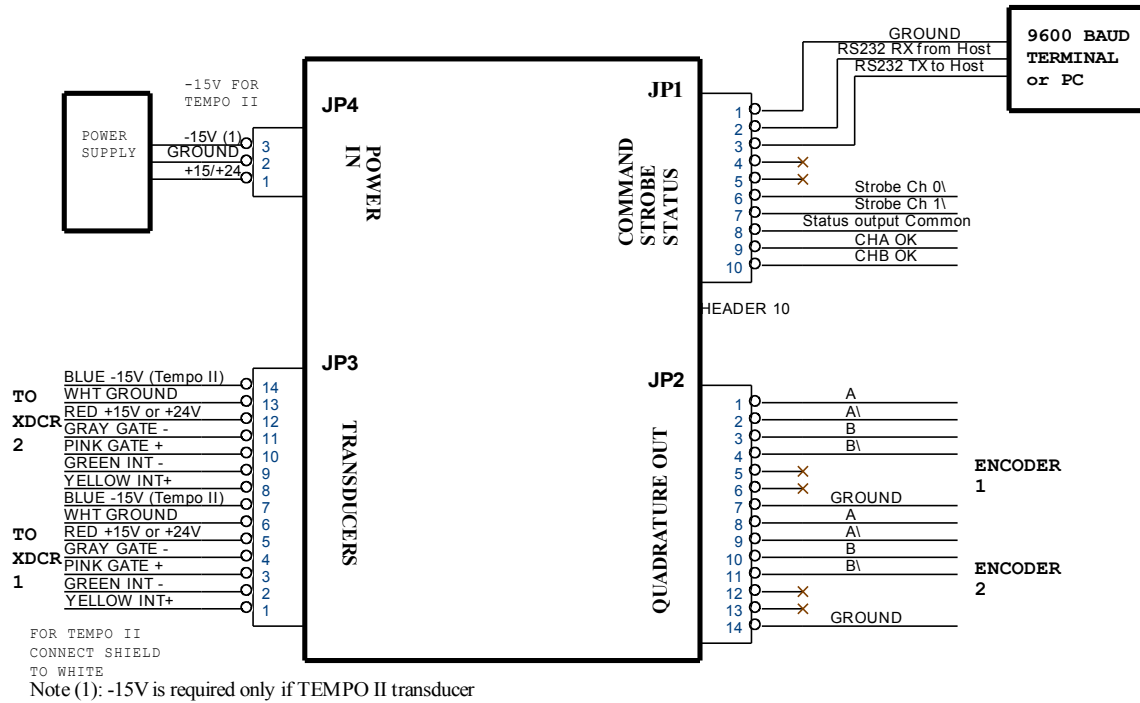 GROUND
RS232 RX from Host
RS232 TX to Host
9600 BAUD
TERMINAL
or PC
-15V FOR
TEMPO II
POWER
SUPPLY
-15V (1)
GROUND
+15/+24
3
2
1
JP4
POWER
IN
JP1
COMMAND
STROBE
STATUS
1
2
3
4
5
6
7
8
9
10
Strobe Ch 0\
Strobe Ch 1\
Status output Common
CHA OK
CHB OK
HEADER 10
JP3
TRANSDUCERS
TO
XDCR
2
BLUE -15V (Tempo II)
WHT GROUND
RED +15V or +24V
GRAY GATE -
PINK GATE +
GREEN INT -
YELLOW INT+
TO
XDCR
1
BLUE -15V (Tempo II)
WHT GROUND
RED +15V or +24V
GRAY GATE -
PINK GATE +
GREEN INT -
YELLOW INT+
14
13
12
11
10
9
8
7
6
5
4
3
2
1
JP2
QUADRATURE OUT
1
2
3
4
5
6
7
8
9
10
11
12
13
14
A
A\
B
B\
GROUND
A
A\
B
B\
GROUND
ENCODER
1
ENCODER
2
FOR TEMPO II
CONNECT SHIELD
TO WHITE
Note (1): -15V is required only if TEMPO II transducer